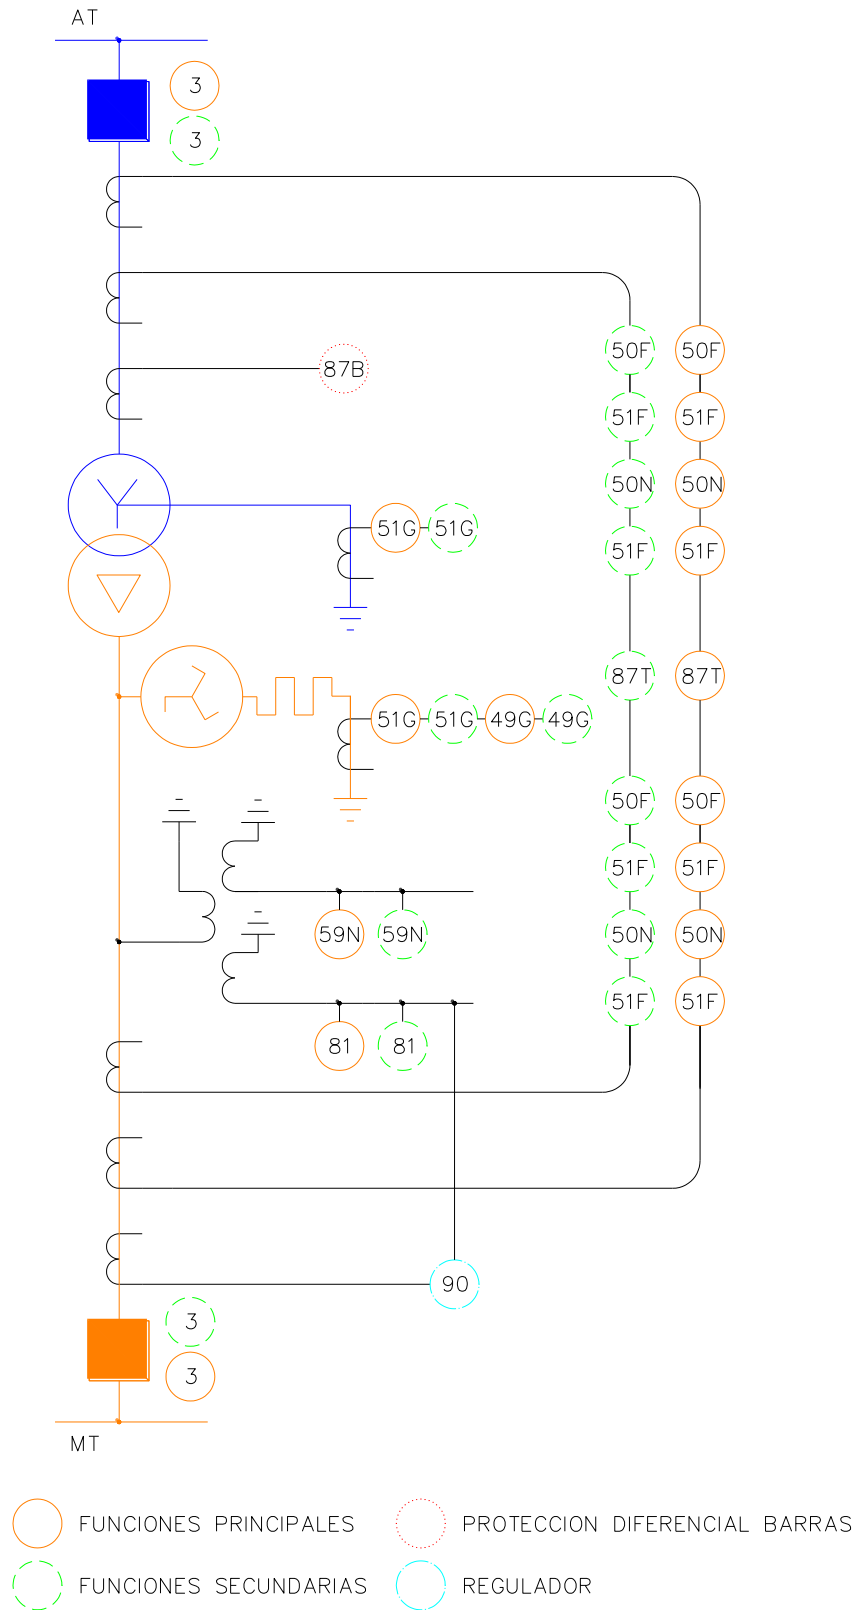 AT
3
3
50F 50F
87B
51F 51F
50N 50N
51G 51G
51F 51F
87T 87T
51G 51G 49G 49G
50F 50F
51F 51F
59N 59N
50N 50N
51F 51F
81 81
90
3
3
MT
FUNCIONES PRINCIPALES
PROTECCION DIFERENCIAL BARRAS
FUNCIONES SECUNDARIAS
REGULADOR